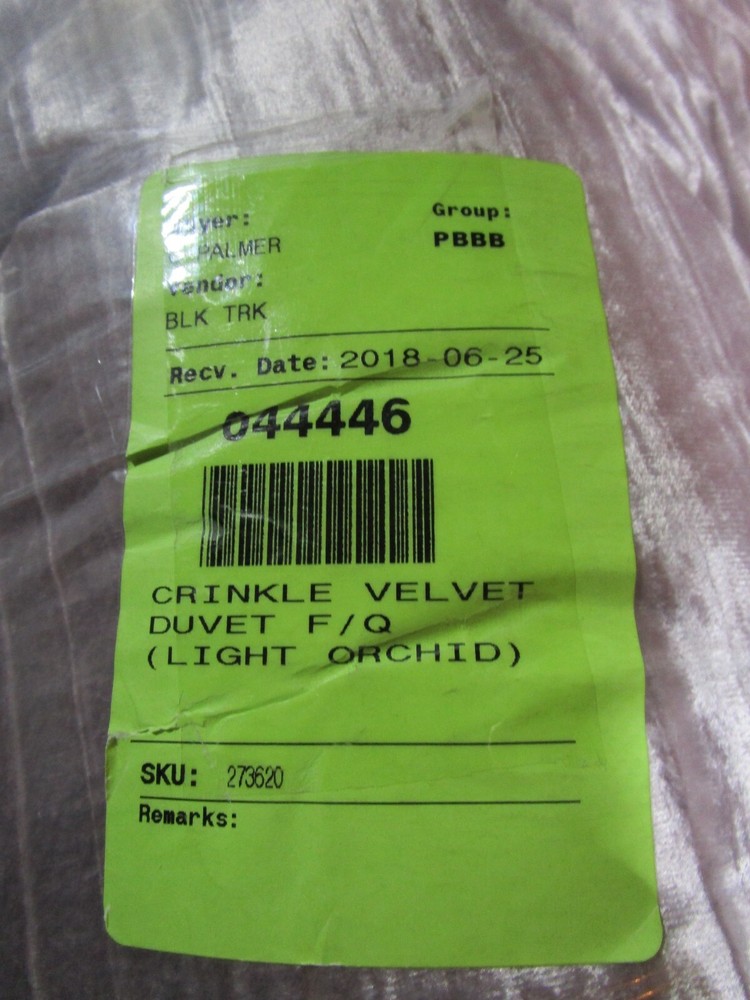 Group:
PALMER
PBBB
Vendor:
BLK TRK
Recv. Date: 2018-06-25
044446
CRINKLE VELVET
DUVET F/Q
(LIGHT ORCHID)
SKU: 273620
Remarks: